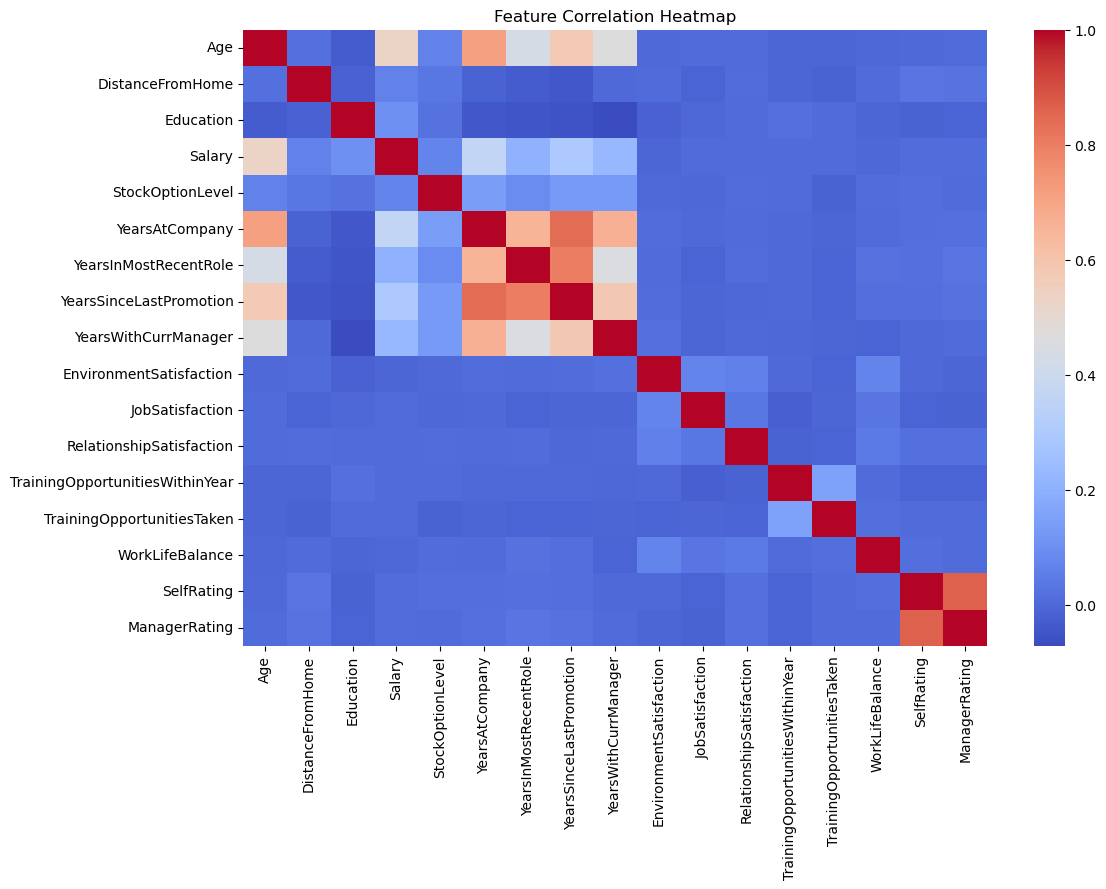 Feature Correlation Heatmap
Age
DistanceFromHome
Education
Salary
StockOptionLevel
YearsAtCompany
YearsInMostRecentRole
YearsSinceLastPromotion
YearsWithCurrManager
EnvironmentSatisfaction
JobSatisfaction
RelationshipSatisfaction
TrainingOpportunitiesWithinYear
TrainingOpportunitiesTaken
WorkLifeBalance
SelfRating
ManagerRating
Age
DistanceFromHome
Education
Salary
StockOptionLevel
YearsAtCompany
YearsInMostRecentRole
YearsSinceLastPromotion
YearsWithCurrManager
EnvironmentSatisfaction
JobSatisfaction
RelationshipSatisfaction
TrainingOpportunitiesWithinYear
TrainingOpportunitiesTaken
WorkLifeBalance
SelfRating
ManagerRating
1.0
0.8
0.6
0.4
0.2
0.0